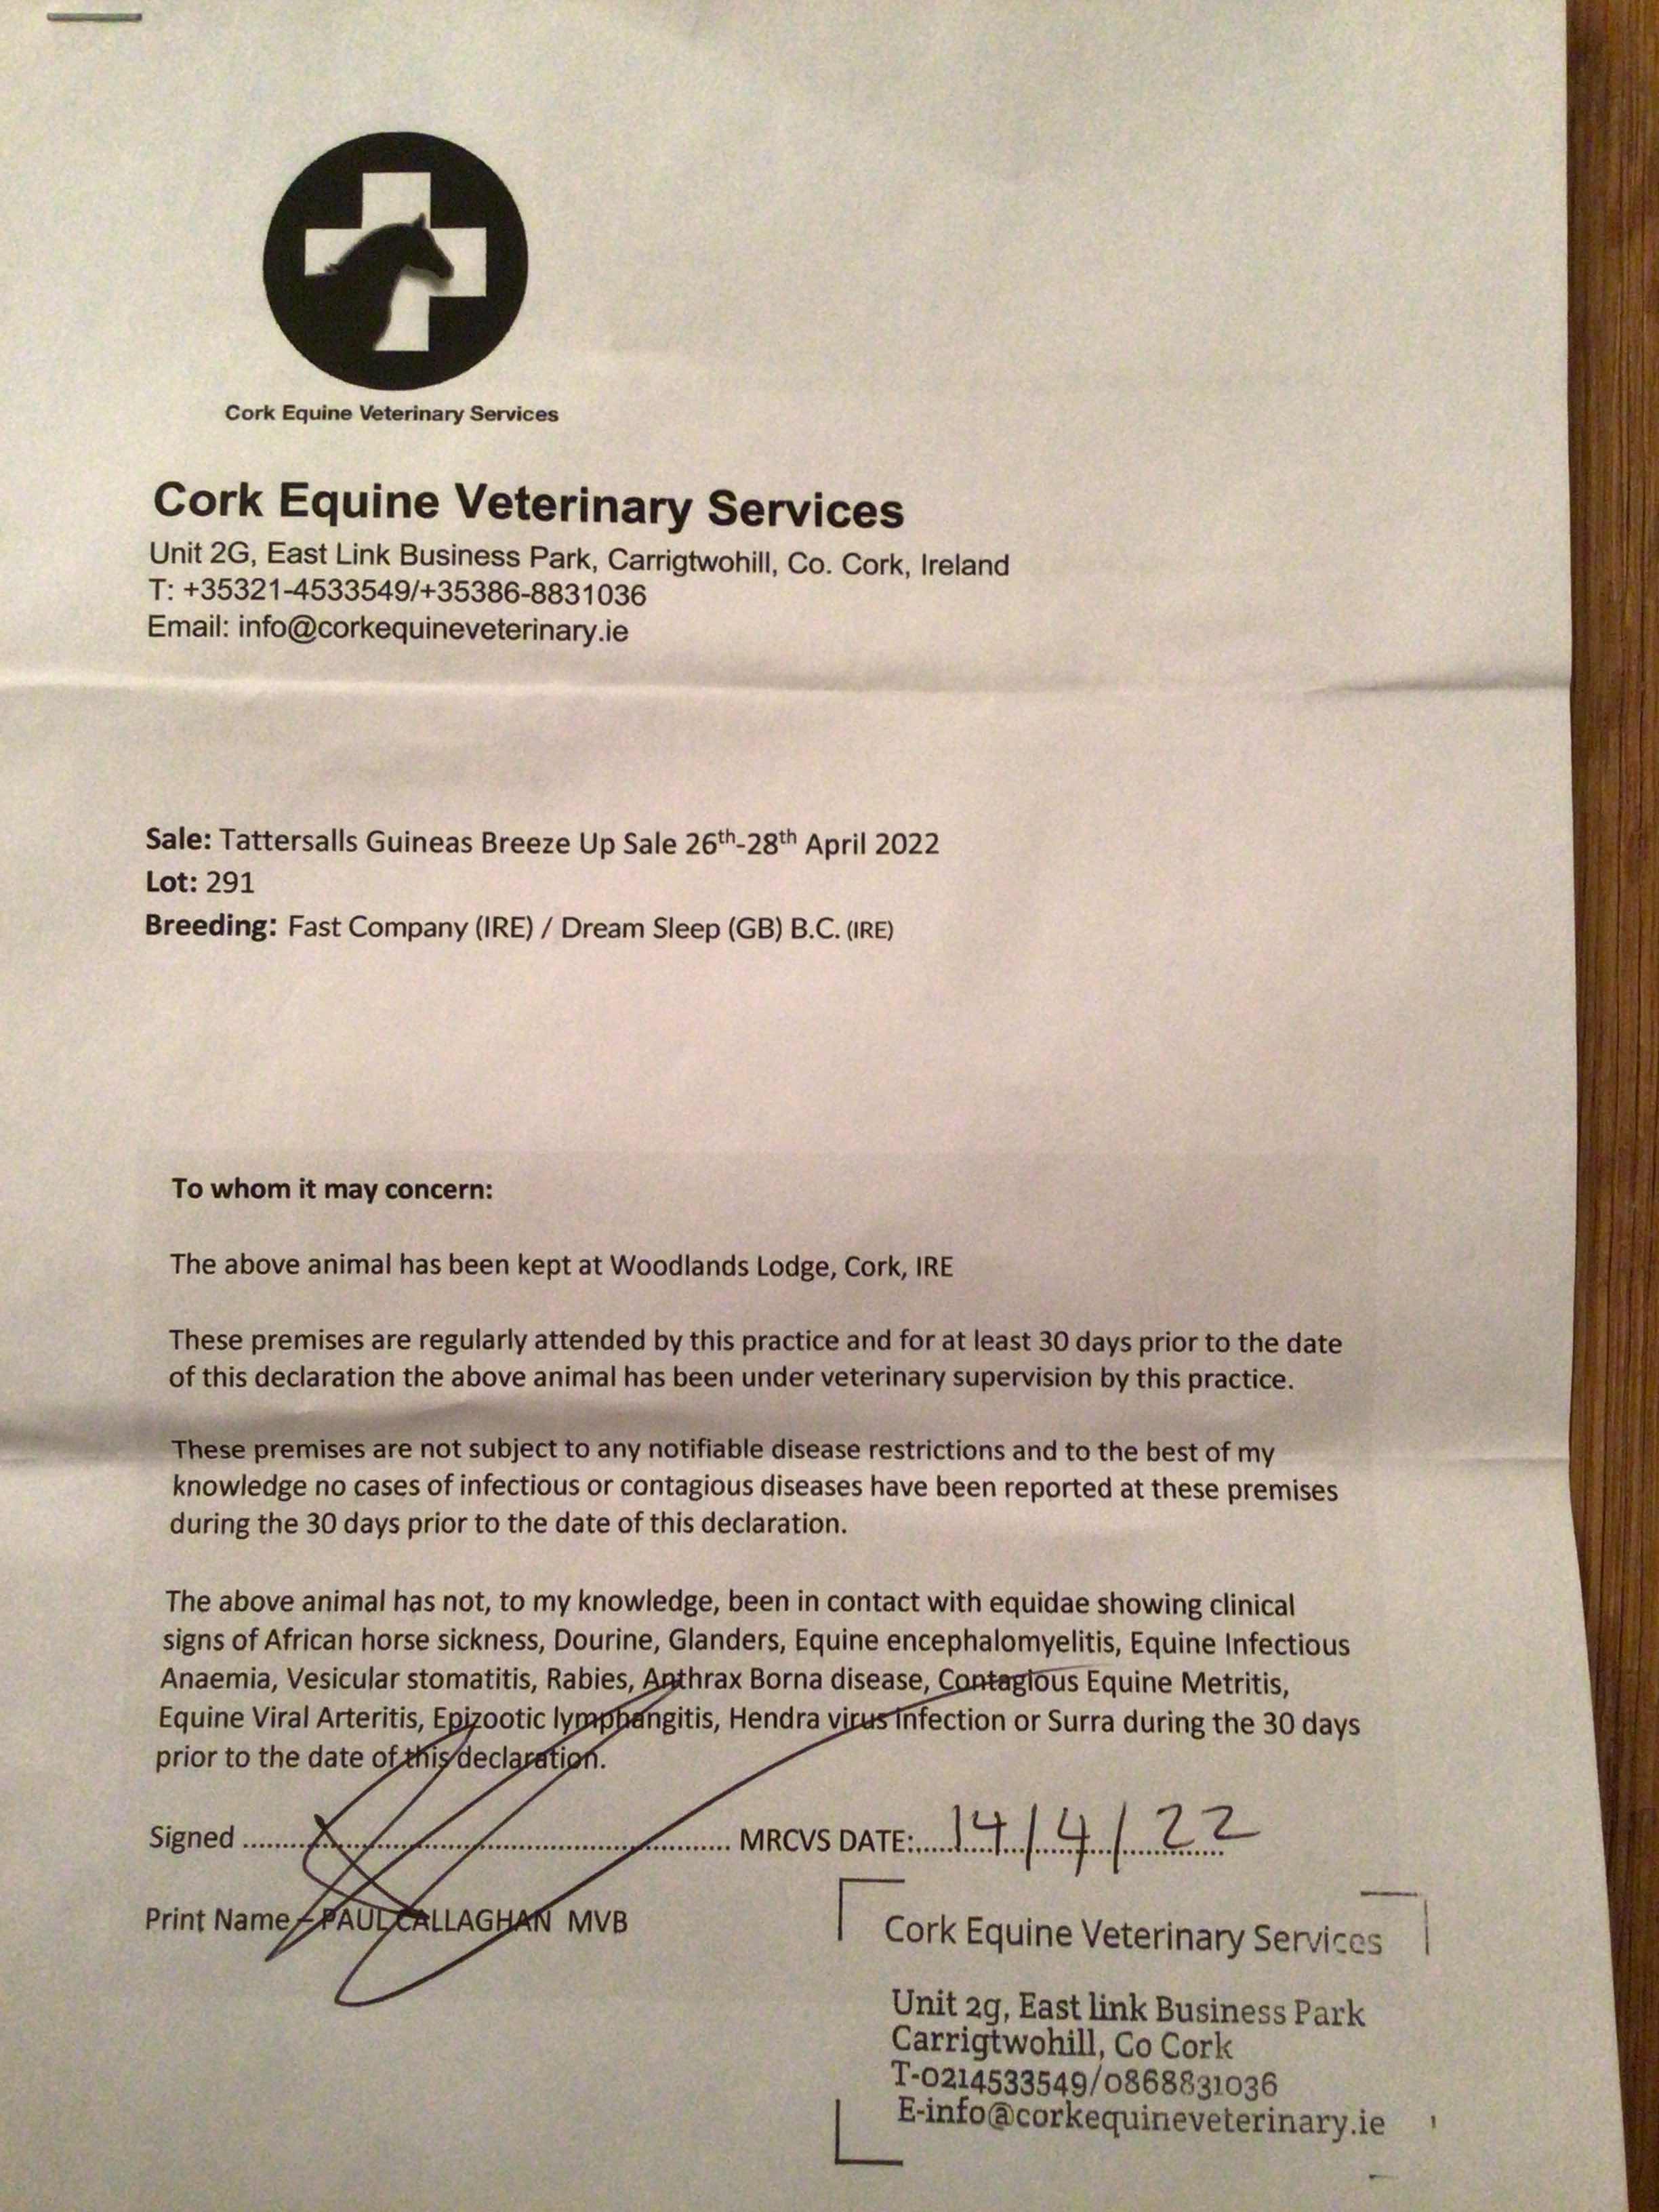 Cork Equine Veterinary Services
Cork Equine Veterinary Services
Unit 2G, East Link Business Park, Carrigtwohill, Co. Cork, Ireland
T: +35321-4533549/+35386-8831036
Email: info@corkequineveterinary.ie
Sale: Tattersalls Guineas Breeze Up Sale 26th-28th April 2022
Lot: 291
Breeding: Fast Company (IRE) / Dream Sleep (GB) B.C. (IRE)
To whom it may concern:
The above animal has been kept at Woodlands Lodge, Cork, IRE
These premises are regularly attended by this practice and for at least 30 days prior to the date
of this declaration the above animal has been under veterinary supervision by this practice.
These premises are not subject to any notifiable disease restrictions and to the best of my
knowledge no cases of infectious or contagious diseases have been reported at these premises
during the 30 days prior to the date of this declaration.
The above animal has not, to my knowledge, been in contact with equidae showing clinical
signs of African horse sickness, Dourine, Glanders, Equine encephalomyelitis, Equine Infectious
Anaemia, Vesicular stomatitis, Rabies, Anthrax Borna disease, Contagious Equine Metritis,
Equine Viral Arteritis, Epizootic lymphangitis, Hendra virus infection or Surra during the 30 days
prior to the date of this declaration.
Signed ........ MRCVS DATE:.....14/4/22
Print Name – PAUL CALLAGHAN MVB
Cork Equine Veterinary Services
Unit 2g, East link Business Park
Carrigtwohill, Co Cork
T-0214533549/0868831036
E-info@corkequineveterinary.ie